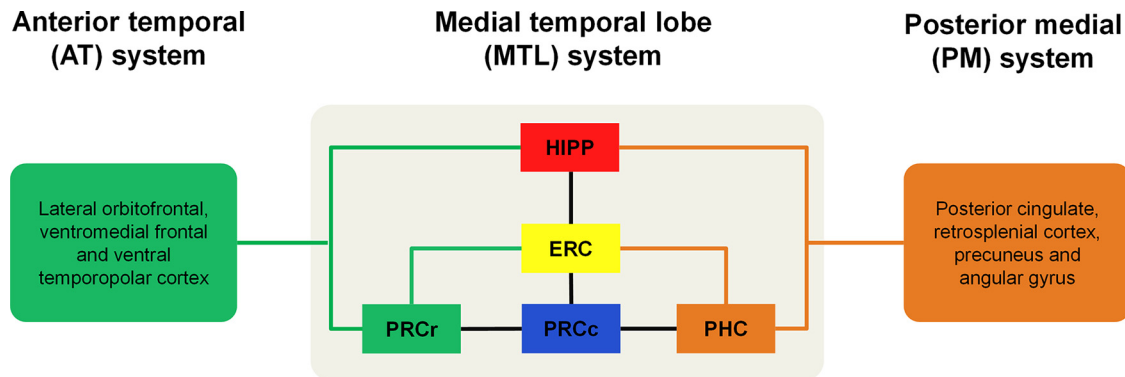 Anterior temporal
(AT) system
Medial temporal lobe
(MTL) system
Posterior medial
(PM) system
Lateral orbitofrontal,
ventromedial frontal
and ventral
temporopolar cortex
HIPP
ERC
PRCr
PRCc
PHC
Posterior cingulate,
retrosplenial cortex,
precuneus and
angular gyrus